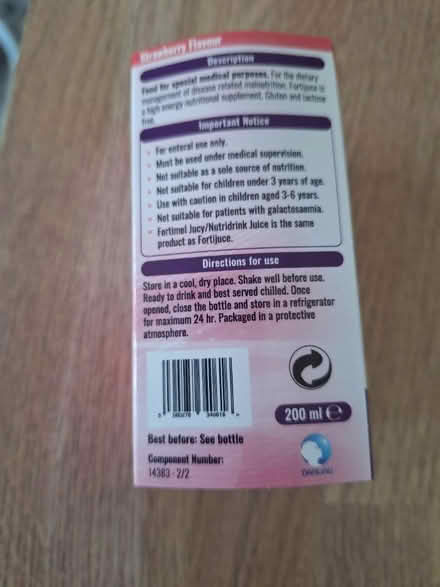 Strawberry Flavour
Description
Food for special medical purposes. For the dietary
management of disease related malnutrition. Fortijuce is
a high energy nutritional supplement. Gluten and lactose
free.
Important Notice
• For enteral use only.
• Must be used under medical supervision.
• Not suitable as a sole source of nutrition.
• Not suitable for children under 3 years of age.
• Use with caution in children aged 3-6 years.
• Not suitable for patients with galactosaemia.
• Fortimel Jucy/Nutridrink Juice is the same
product as Fortijuce.
Directions for use
Store in a cool, dry place. Shake well before use.
Ready to drink and best served chilled. Once
opened, close the bottle and store in a refrigerator
for maximum 24 hr. Packaged in a protective
atmosphere.
200 ml ℮
Best before: See bottle
Component Number:
14383 - 2/2
DANONE